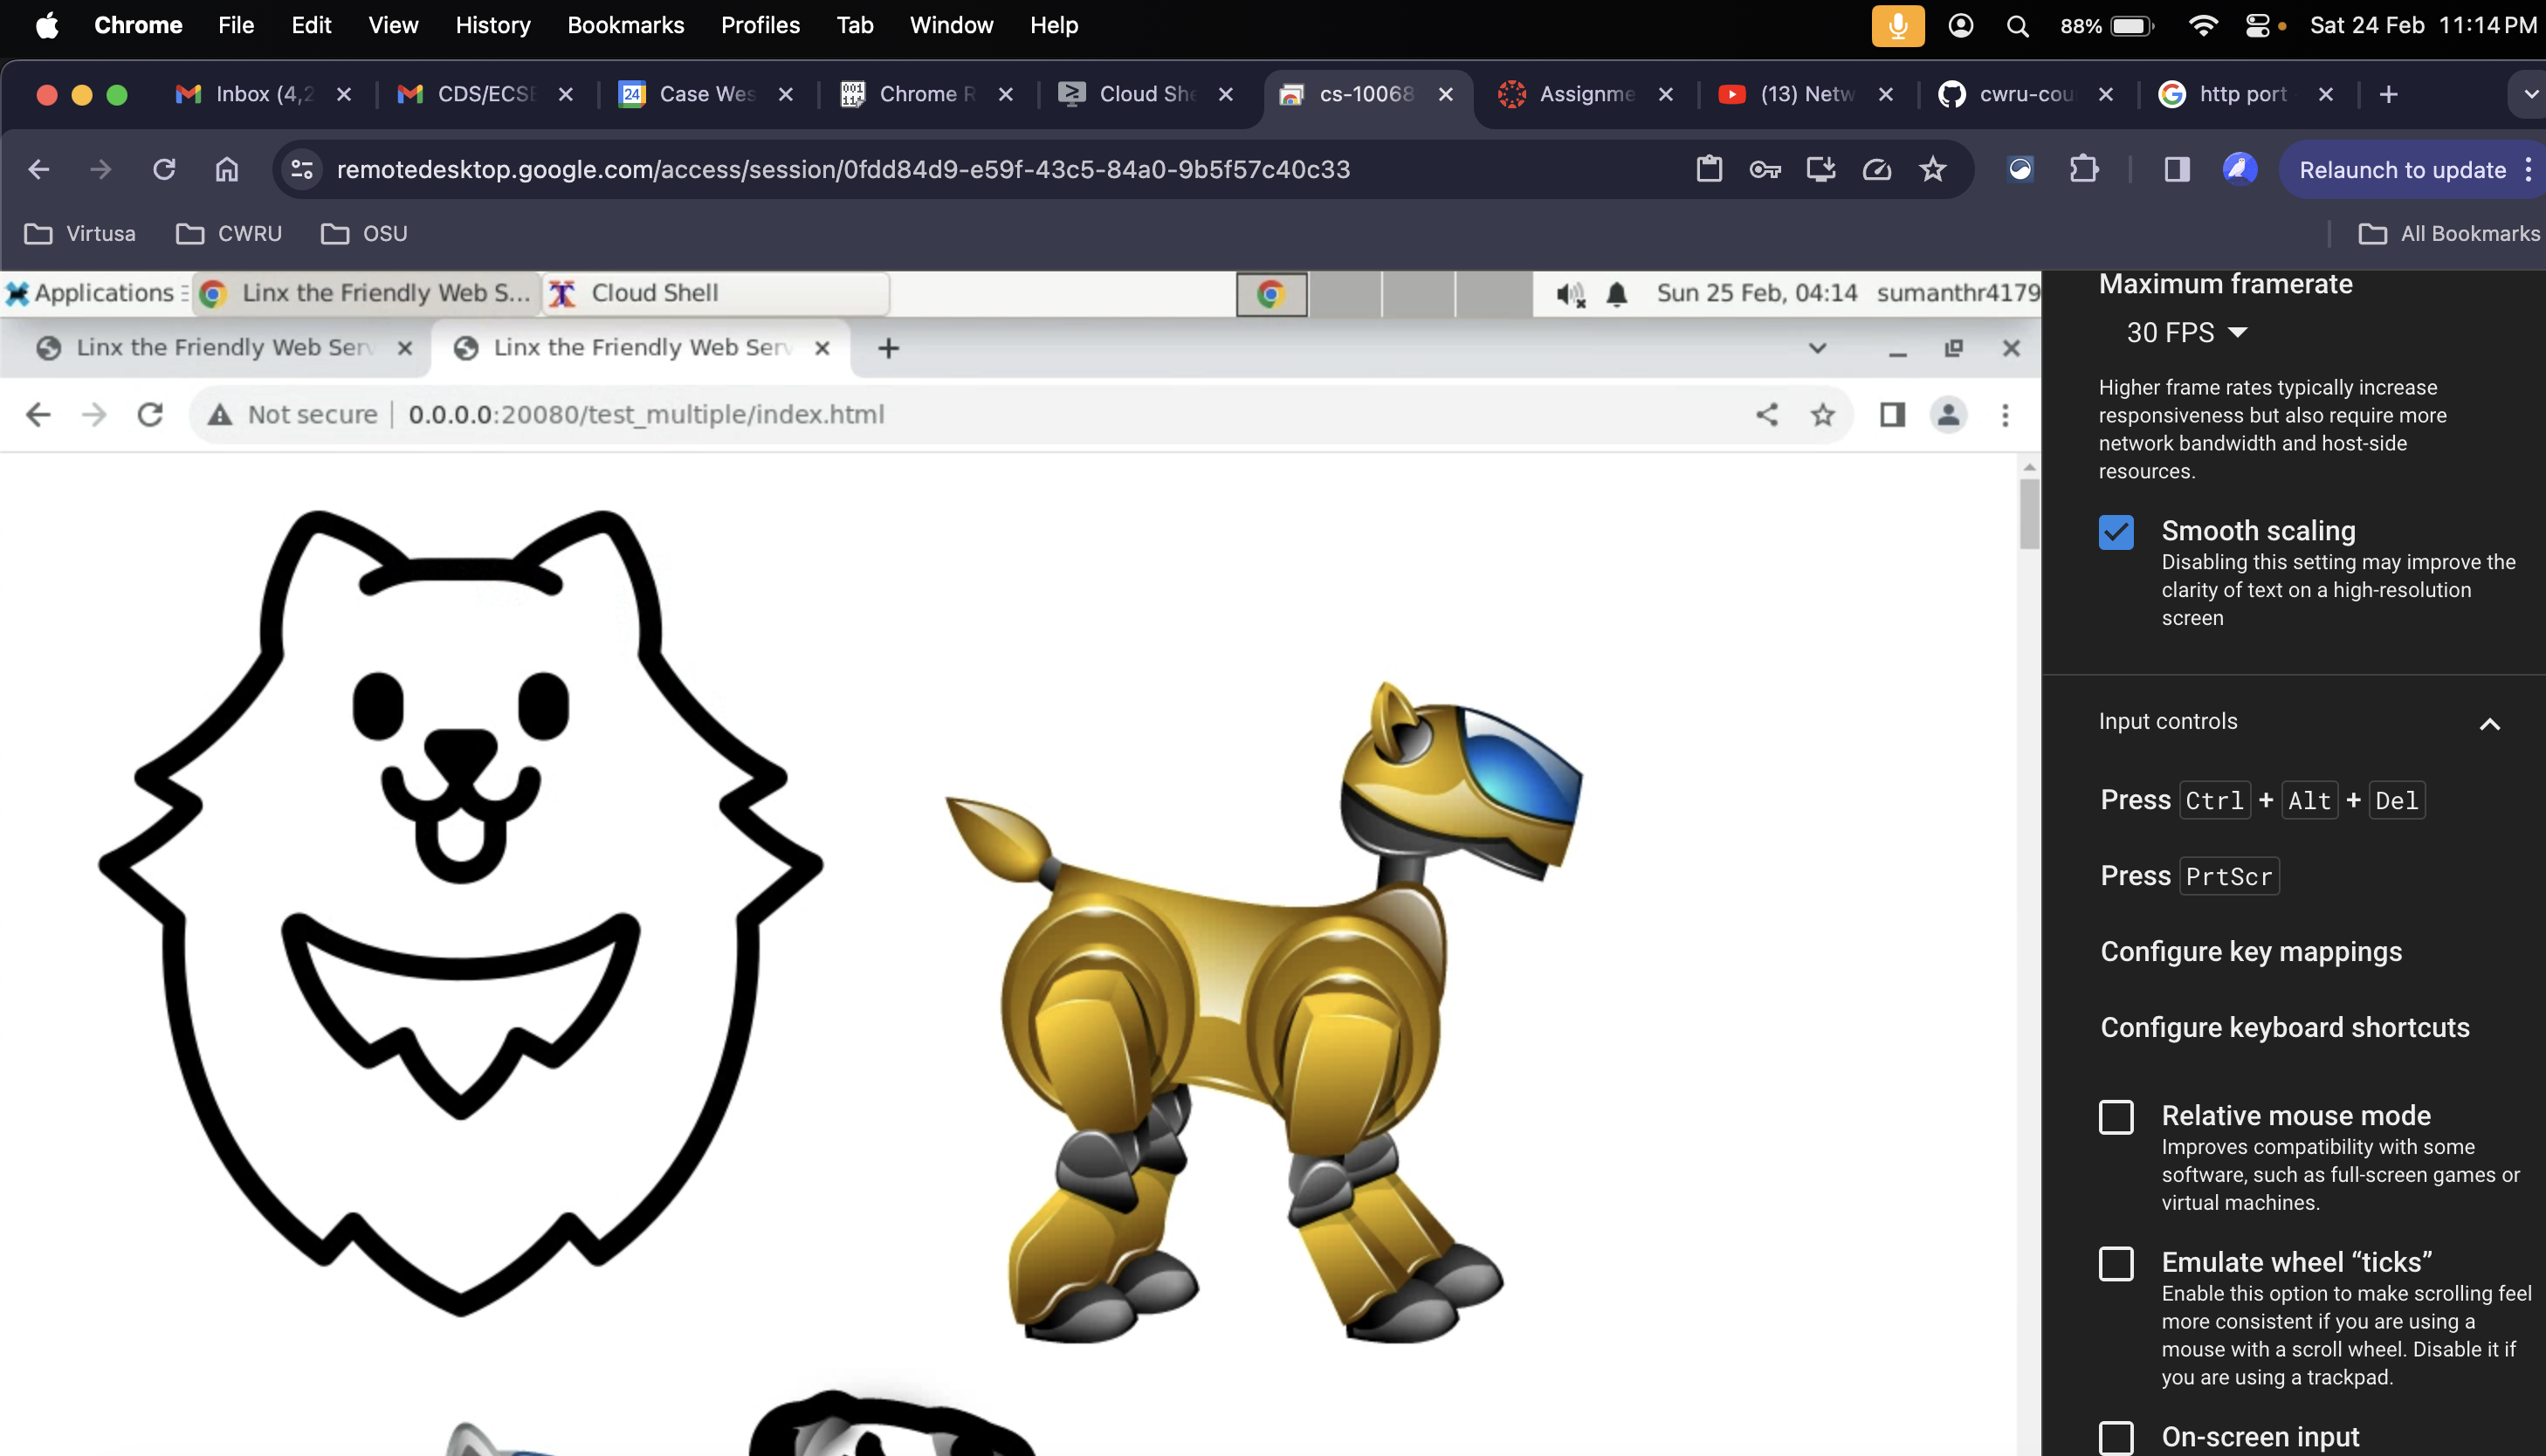 Chrome File Edit View History Bookmarks Profiles Tab Window Help 88% Sat 24 Feb 11:14 PM
Inbox (4,2 CDS/ECSE 24 Case Wes Chrome R Cloud She cs-10068 Assignme (13) Netw cwru-cou http port
remotedesktop.google.com/access/session/0fdd84d9-e59f-43c5-84a0-9b5f57c40c33 Relaunch to update
Virtusa CWRU OSU All Bookmarks
Applications Linx the Friendly Web S... Cloud Shell Sun 25 Feb, 04:14 sumanthr4179
Linx the Friendly Web Serv Linx the Friendly Web Serv
Not secure 0.0.0.0:20080/test_multiple/index.html
Maximum framerate
30 FPS
Higher frame rates typically increase
responsiveness but also require more
network bandwidth and host-side
resources.
Smooth scaling
Disabling this setting may improve the
clarity of text on a high-resolution
screen
Input controls
Press Ctrl + Alt + Del
Press PrtScr
Configure key mappings
Configure keyboard shortcuts
Relative mouse mode
Improves compatibility with some
software, such as full-screen games or
virtual machines.
Emulate wheel “ticks”
Enable this option to make scrolling feel
more consistent if you are using a
mouse with a scroll wheel. Disable it if
you are using a trackpad.
On-screen input